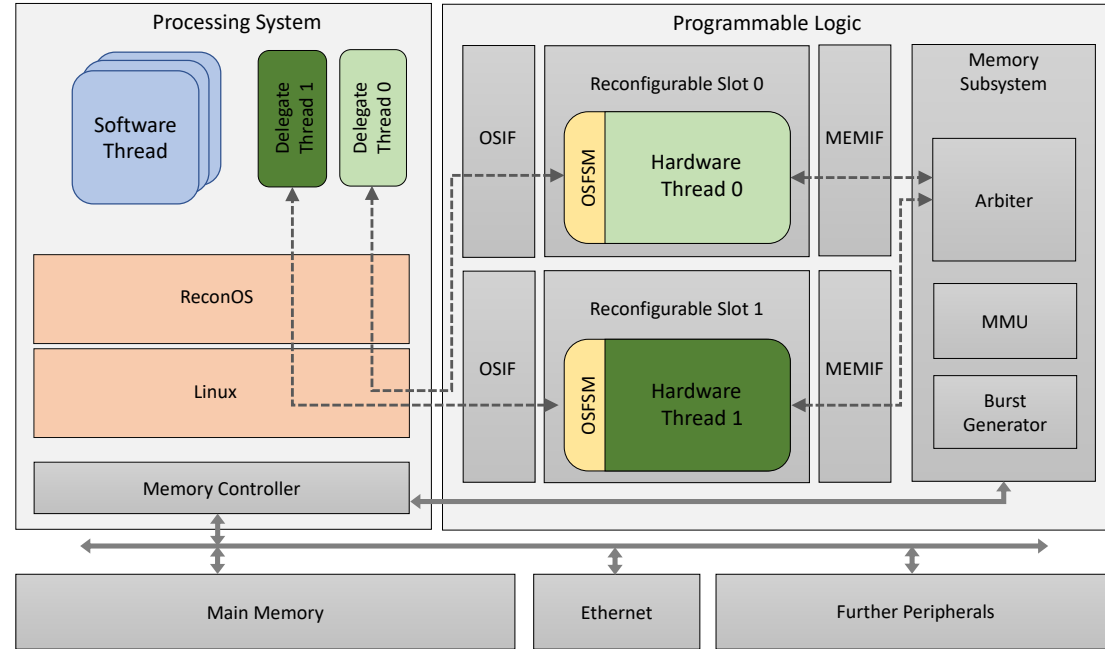 Processing System
Programmable Logic
Software
Thread
Delegate
Thread 1
Delegate
Thread 0
ReconOS
Linux
Memory Controller
OSIF
Reconfigurable Slot 0
OSFSM
Hardware
Thread 0
MEMIF
OSIF
Reconfigurable Slot 1
OSFSM
Hardware
Thread 1
MEMIF
Memory
Subsystem
Arbiter
MMU
Burst
Generator
Main Memory
Ethernet
Further Peripherals